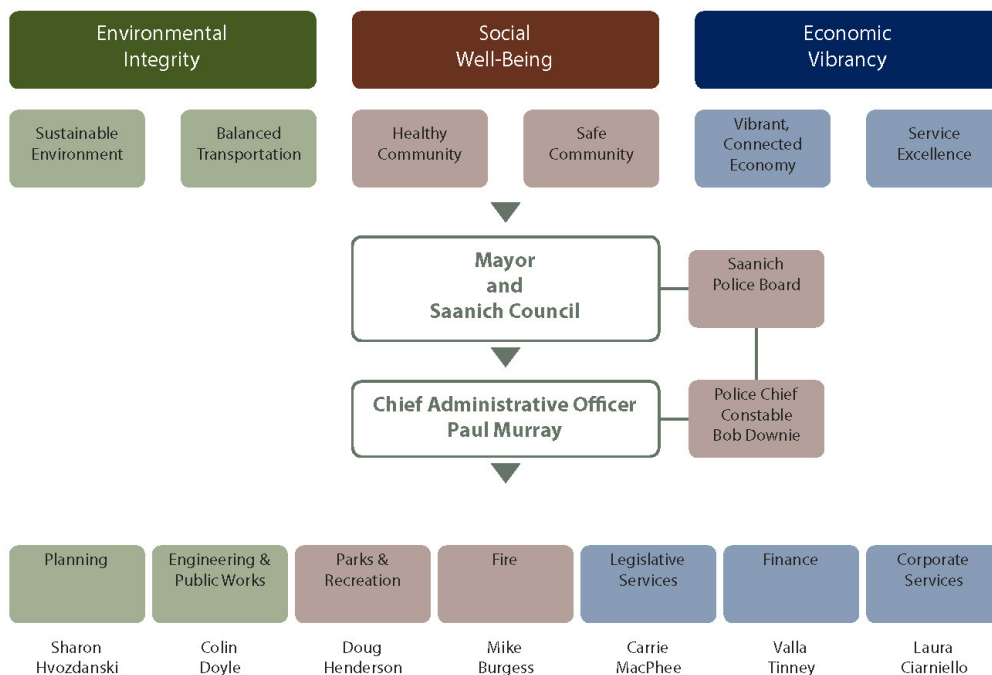 Environmental
Integrity
Social
Well-Being
Economic
Vibrancy
Sustainable
Environment
Balanced
Transportation
Healthy
Community
Safe
Community
Vibrant,
Connected
Economy
Service
Excellence
Mayor
and
Saanich Council
Saanich
Police Board
Chief Administrative Officer
Paul Murray
Police Chief
Constable
Bob Downie
Planning
Engineering &
Public Works
Parks &
Recreation
Fire
Legislative
Services
Finance
Corporate
Services
Sharon
Hvozdanski
Colin
Doyle
Doug
Henderson
Mike
Burgess
Carrie
MacPhee
Valla
Tinney
Laura
Ciarniello